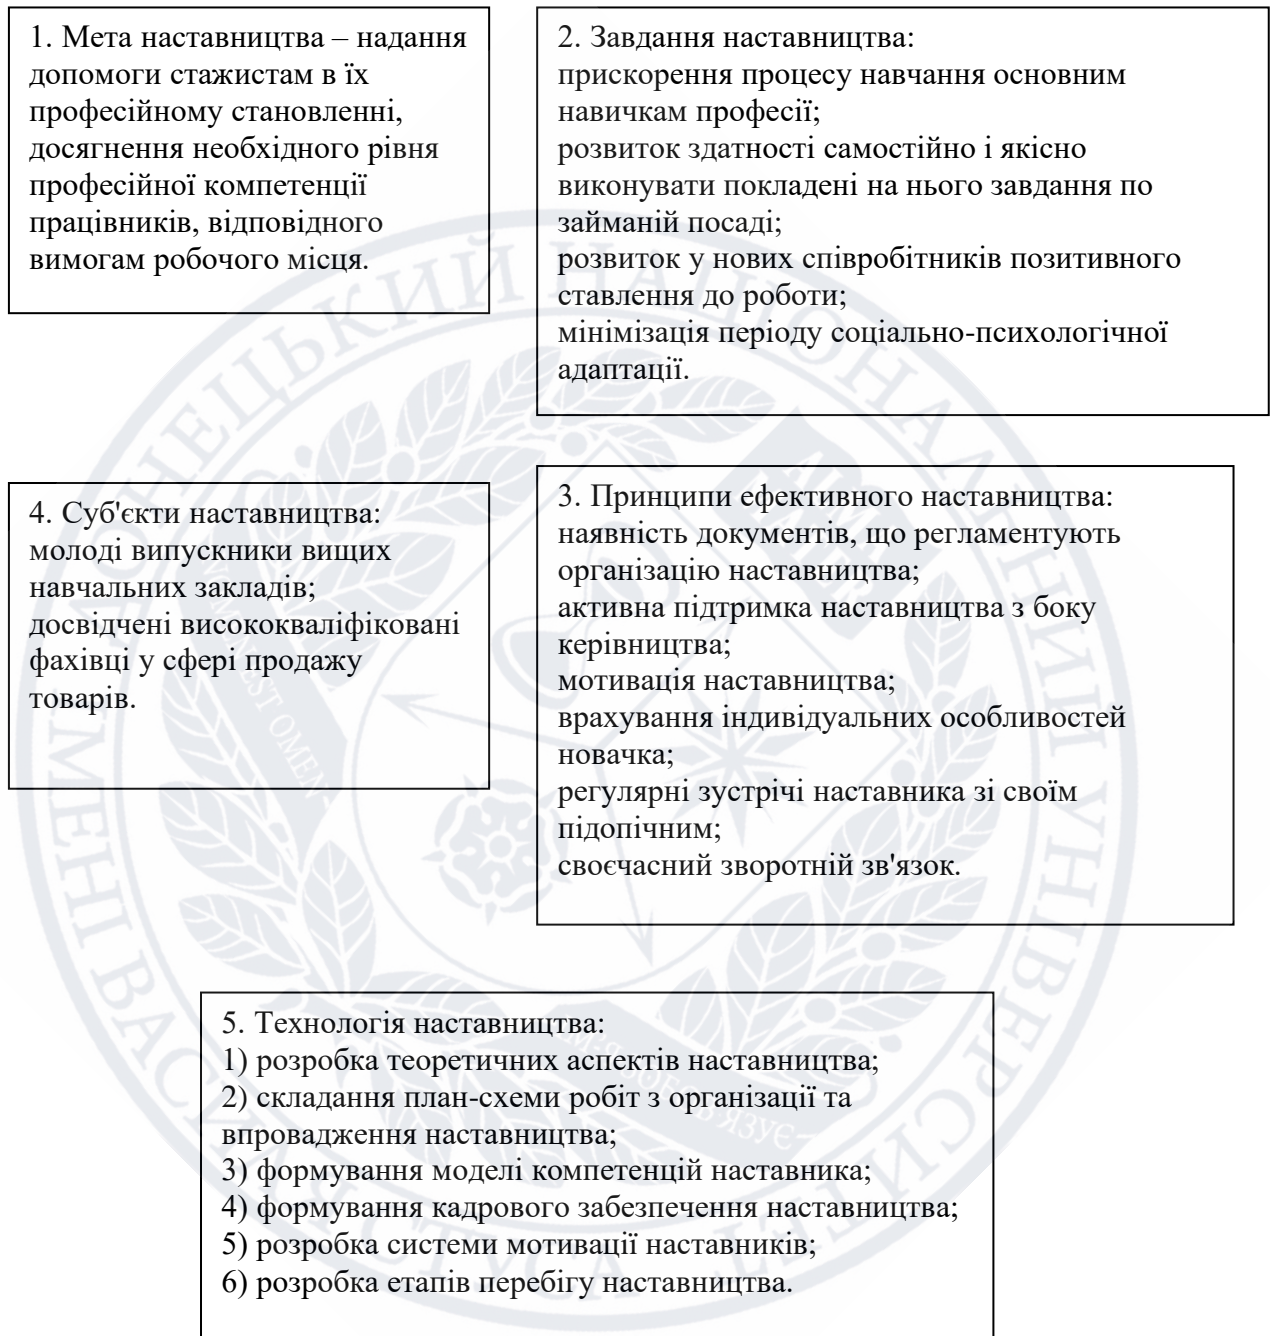 1. Мета наставництва – надання
допомоги стажистам в їх
професійному становленні,
досягнення необхідного рівня
професійної компетенції
працівників, відповідного
вимогам робочого місця.
2. Завдання наставництва:
прискорення процесу навчання основним
навичкам професії;
розвиток здатності самостійно і якісно
виконувати покладені на нього завдання по
займаній посаді;
розвиток у нових співробітників позитивного
ставлення до роботи;
мінімізація періоду соціально-психологічної
адаптації.
4. Суб'єкти наставництва:
молоді випускники вищих
навчальних закладів;
досвідчені висококваліфіковані
фахівці у сфері продажу
товарів.
3. Принципи ефективного наставництва:
наявність документів, що регламентують
організацію наставництва;
активна підтримка наставництва з боку
керівництва;
мотивація наставництва;
врахування індивідуальних особливостей
новачка;
регулярні зустрічі наставника зі своїм
підопічним;
своєчасний зворотній зв'язок.
5. Технологія наставництва:
1) розробка теоретичних аспектів наставництва;
2) складання план-схеми робіт з організації та
впровадження наставництва;
3) формування моделі компетенцій наставника;
4) формування кадрового забезпечення наставництва;
5) розробка системи мотивації наставників;
6) розробка етапів перебігу наставництва.
ДОНЕЦЬКИЙ НАЦІОНАЛЬНИЙ УНІВЕРСИТЕТ ІМЕНІ ВАСИЛЯ СТУСА